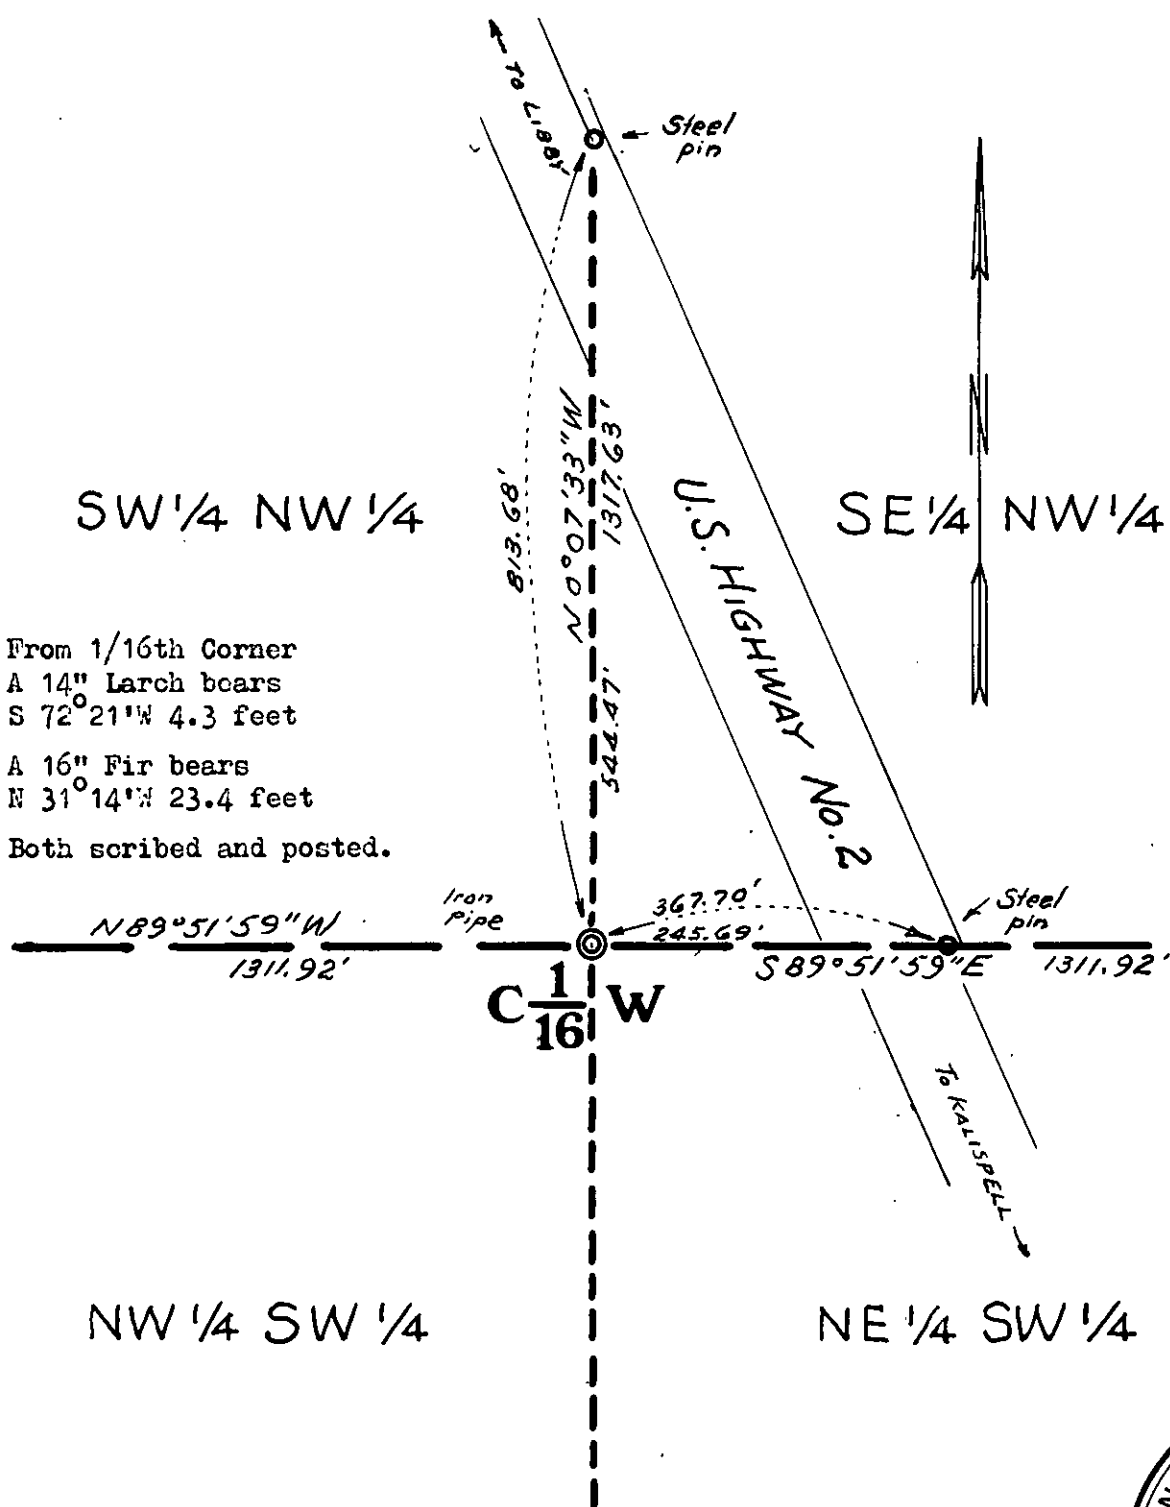 TO LIBBY
Steel
pin
N
SW 1/4 NW 1/4
SE 1/4 NW 1/4
813.68'
N 0°07'33"W
1317.63'
544.47'
U.S. HIGHWAY No. 2
From 1/16th Corner
A 14" Larch bears
S 72°21'W 4.3 feet
A 16" Fir bears
N 31°14'W 23.4 feet
Both scribed and posted.
N 89°51'59"W
1311.92'
Iron
Pipe
367.70'
245.69'
Steel
pin
S 89°51'59"E
1311.92'
C 1/16 W
To KALISPELL
NW 1/4 SW 1/4
NE 1/4 SW 1/4